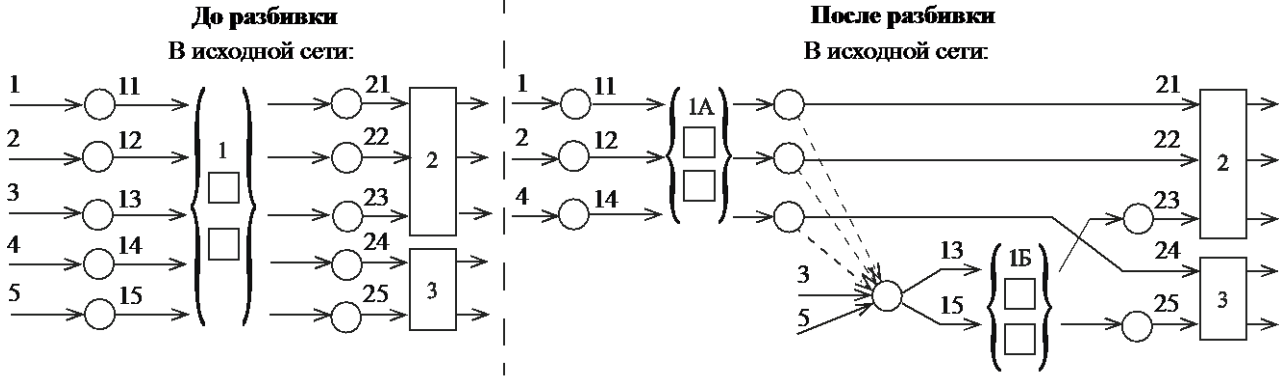 До разбивки
В исходной сети:
1 11 21
2 12 1 22 2
3 13 23
4 14 24
5 15 25 3
После разбивки
В исходной сети:
1 11 1А 21
2 12 22 2
4 14 23
3 13 1Б 24
5 15 25 3